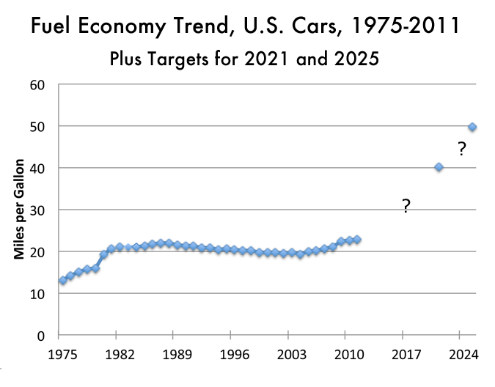 Fuel Economy Trend, U.S. Cars, 1975-2011
Plus Targets for 2021 and 2025
Miles per Gallon
60
50
40
30
20
10
0
?
?
1975 1982 1989 1996 2003 2010 2017 2024